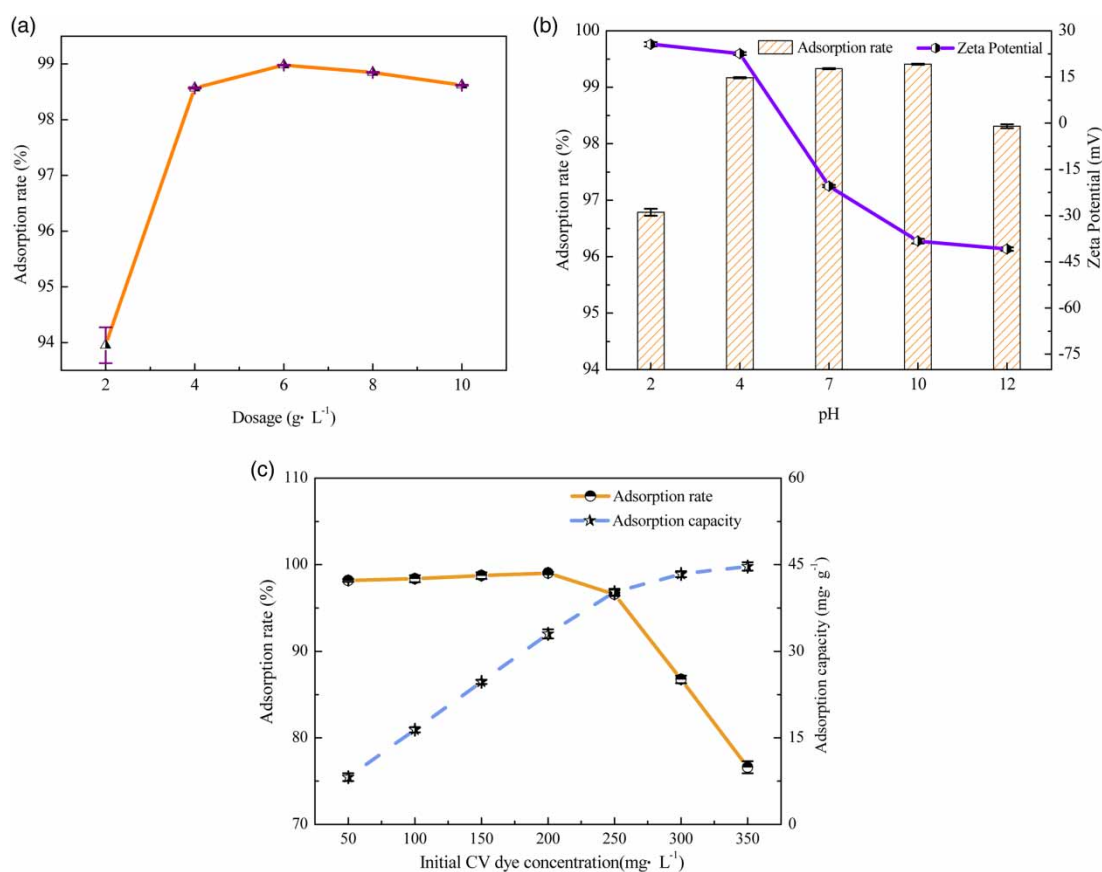 (a)
99
98
97
96
95
94
Adsorption rate (%)
2 4 6 8 10
Dosage (g· L⁻¹)
(b)
Adsorption rate
Zeta Potential
100
99
98
97
96
95
94
Adsorption rate (%)
30
15
0
-15
-30
-45
-60
-75
Zeta Potential (mV)
2 4 7 10 12
pH
(c)
Adsorption rate
Adsorption capacity
110
100
90
80
70
Adsorption rate (%)
60
45
30
15
0
Adsorption capacity (mg· g⁻¹)
50 100 150 200 250 300 350
Initial CV dye concentration(mg· L⁻¹)